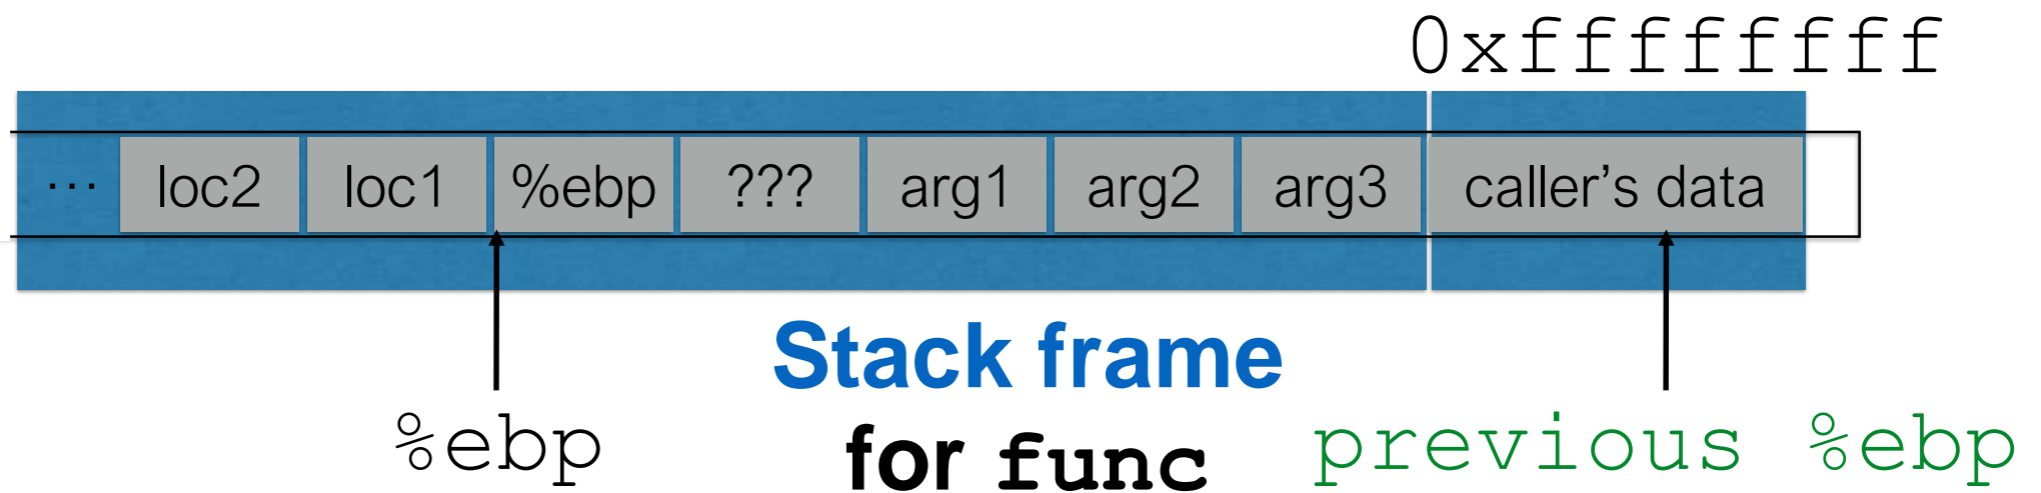 0xffffffff
... loc2 loc1 %ebp ??? arg1 arg2 arg3 caller's data
Stack frame
%ebp for func previous %ebp